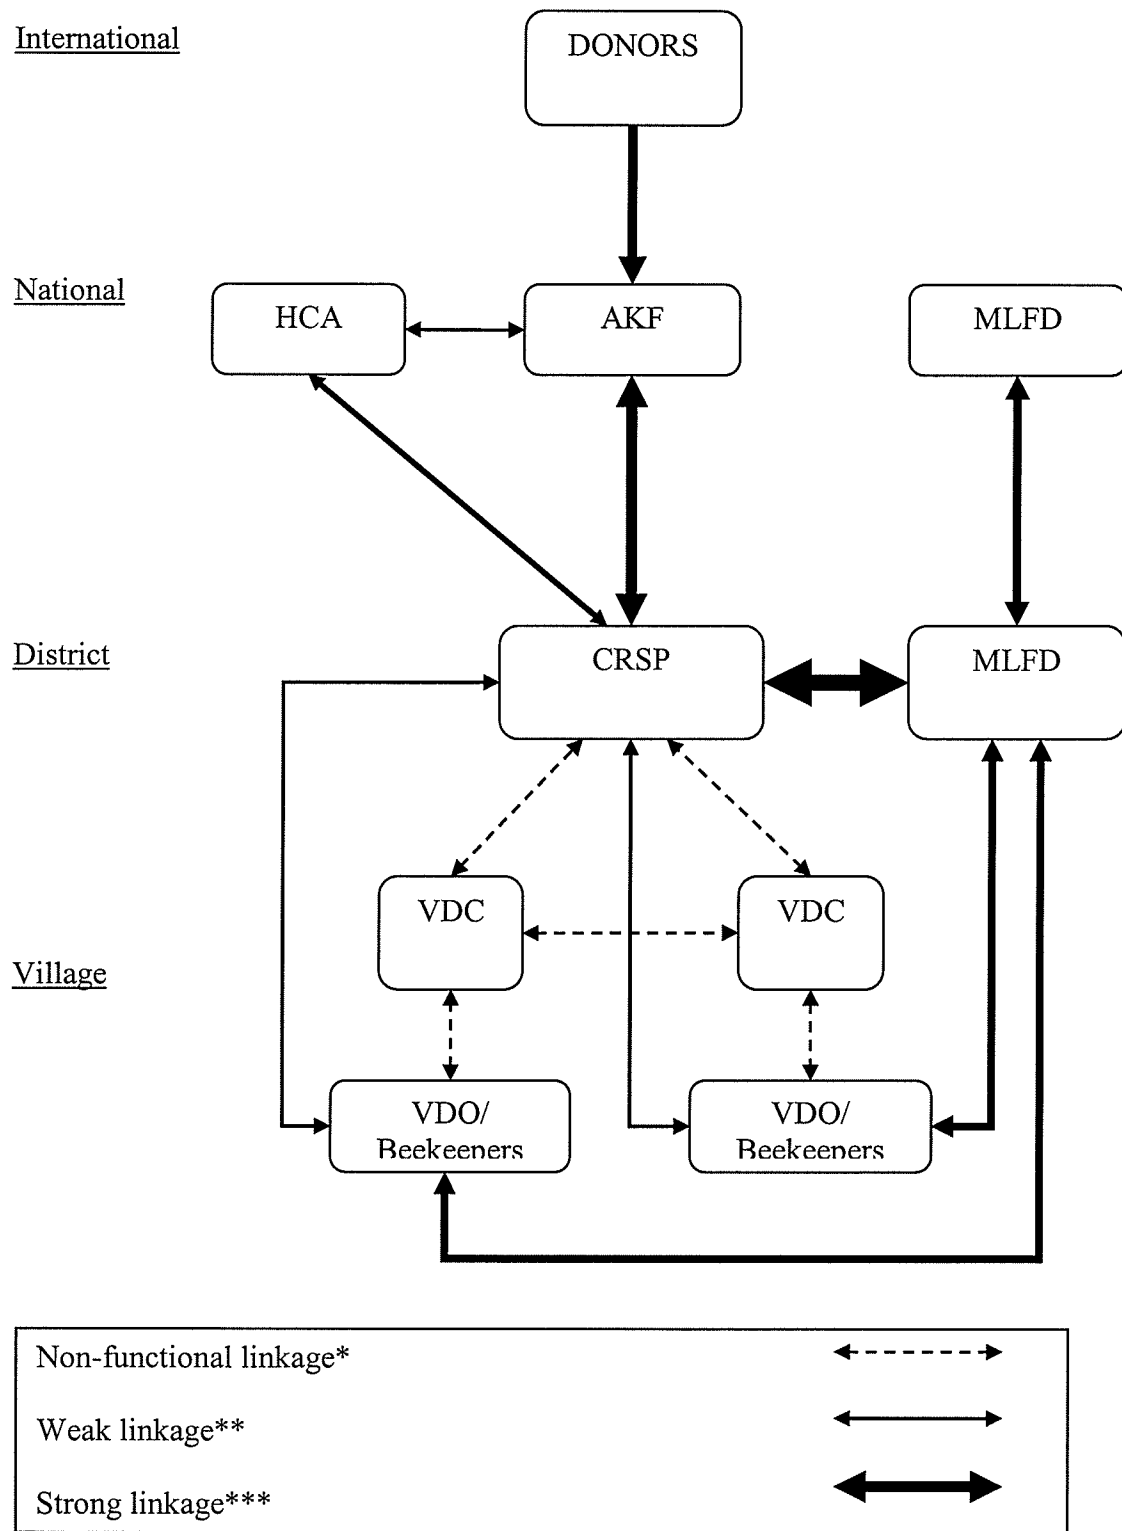 International
DONORS
National
HCA
AKF
MLFD
District
CRSP
MLFD
VDC
VDC
Village
VDO/
Beekeepers
VDO/
Beekeepers
Non-functional linkage*
Weak linkage**
Strong linkage***